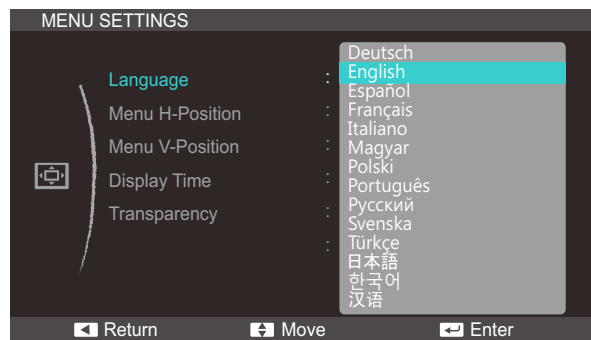 MENU SETTINGS
Language :
Menu H-Position :
Menu V-Position :
Display Time :
Transparency :
:
Deutsch
English
Español
Français
Italiano
Magyar
Polski
Português
Русский
Svenska
Türkçe
日本語
한국어
汉语
Return Move Enter